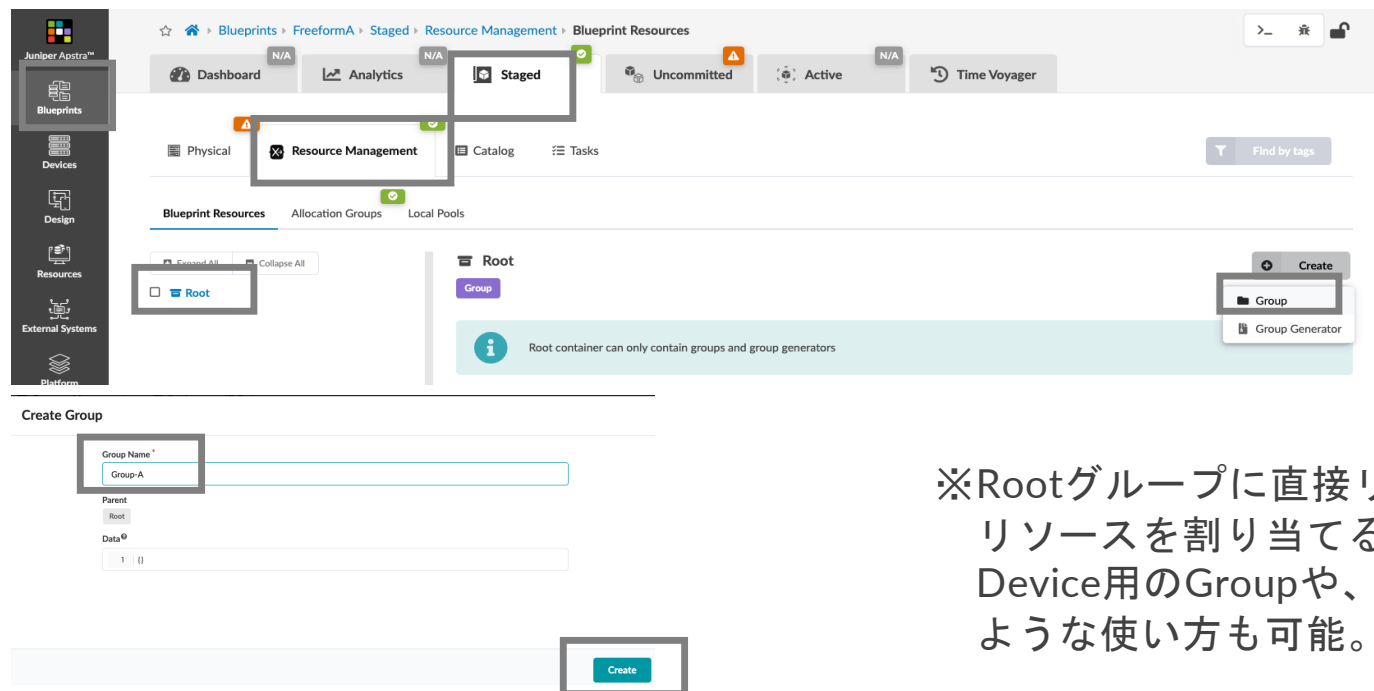 Juniper Apstra™
Blueprints
Devices
Design
Resources
External Systems
Platform
Blueprints FreeformA Staged Resource Management Blueprint Resources
Dashboard N/A Analytics N/A Staged Uncommitted Active N/A Time Voyager
Physical Resource Management Catalog Tasks Find by tags
Blueprint Resources Allocation Groups Local Pools
Expand All Collapse All
Root
Root
Group
Create
Group
Group Generator
Root container can only contain groups and group generators
Create Group
Group Name *
Group-A
Parent
Root
Data
1 {}
Create
※Rootグループに直接リ
リソースを割り当てる
Device用のGroupや、
ような使い方も可能。